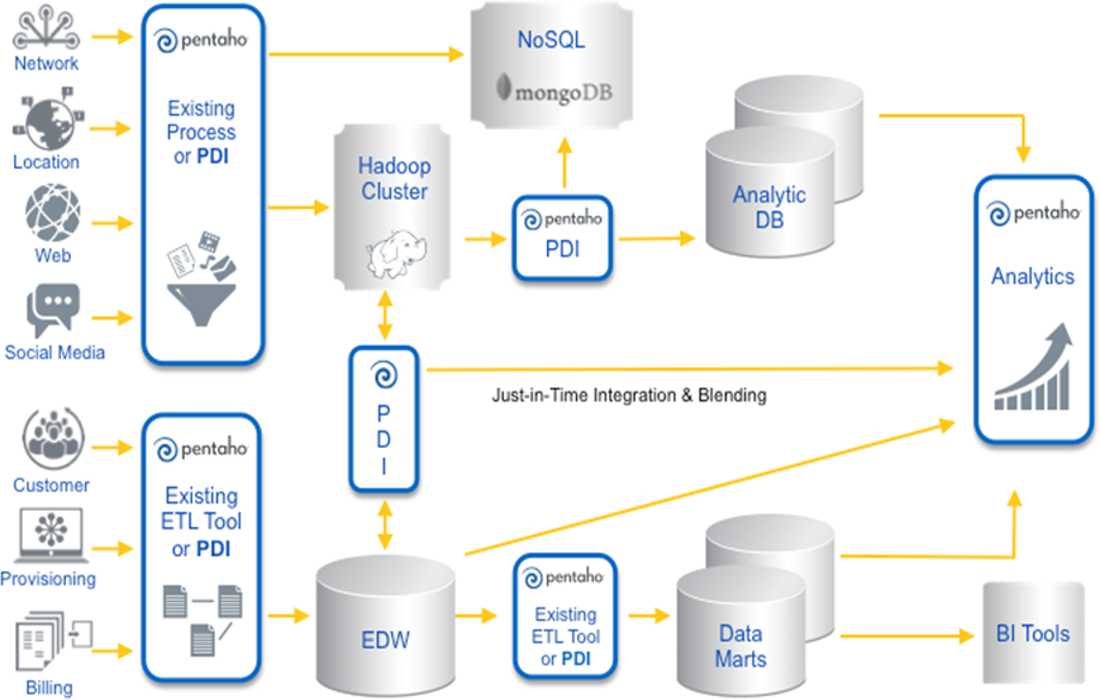 Network
Location
Web
Social Media
pentaho
Existing
Process
or PDI
NoSQL
mongoDB
Hadoop
Cluster
pentaho
PDI
Analytic
DB
pentaho
Analytics
P
D
I
Just-in-Time Integration & Blending
Customer
Provisioning
Billing
pentaho
Existing
ETL Tool
or PDI
EDW
pentaho
Existing
ETL Tool
or PDI
Data
Marts
BI Tools